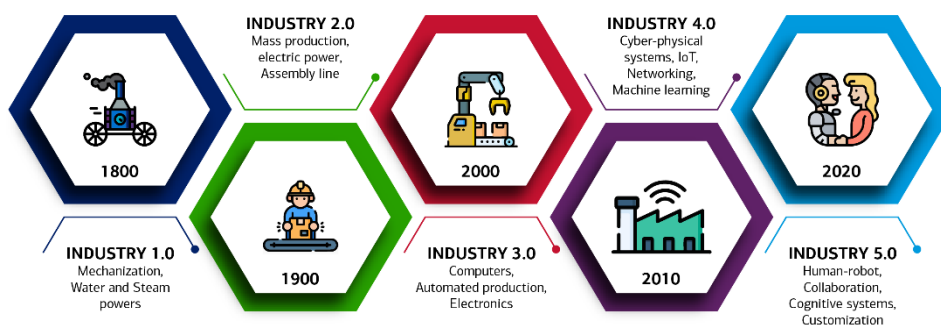 1800
INDUSTRY 1.0
Mechanization,
Water and Steam
powers
INDUSTRY 2.0
Mass production,
electric power,
Assembly line
1900
2000
INDUSTRY 3.0
Computers,
Automated production,
Electronics
INDUSTRY 4.0
Cyber-physical
systems, IoT,
Networking,
Machine learning
2010
2020
INDUSTRY 5.0
Human-robot,
Collaboration,
Cognitive systems,
Customization